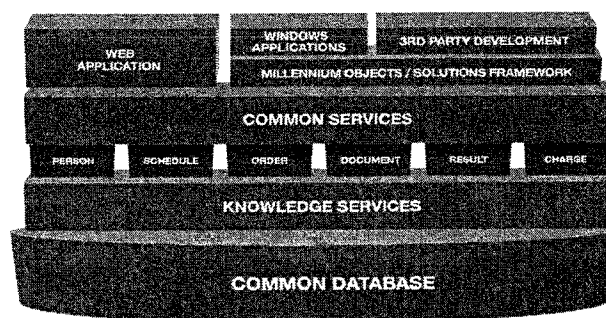 WEB
APPLICATION
WINDOWS
APPLICATIONS
3RD PARTY DEVELOPMENT
MILLENNIUM OBJECTS / SOLUTIONS FRAMEWORK
COMMON SERVICES
PERSON
SCHEDULE
ORDER
DOCUMENT
RESULT
CHARGE
KNOWLEDGE SERVICES
COMMON DATABASE